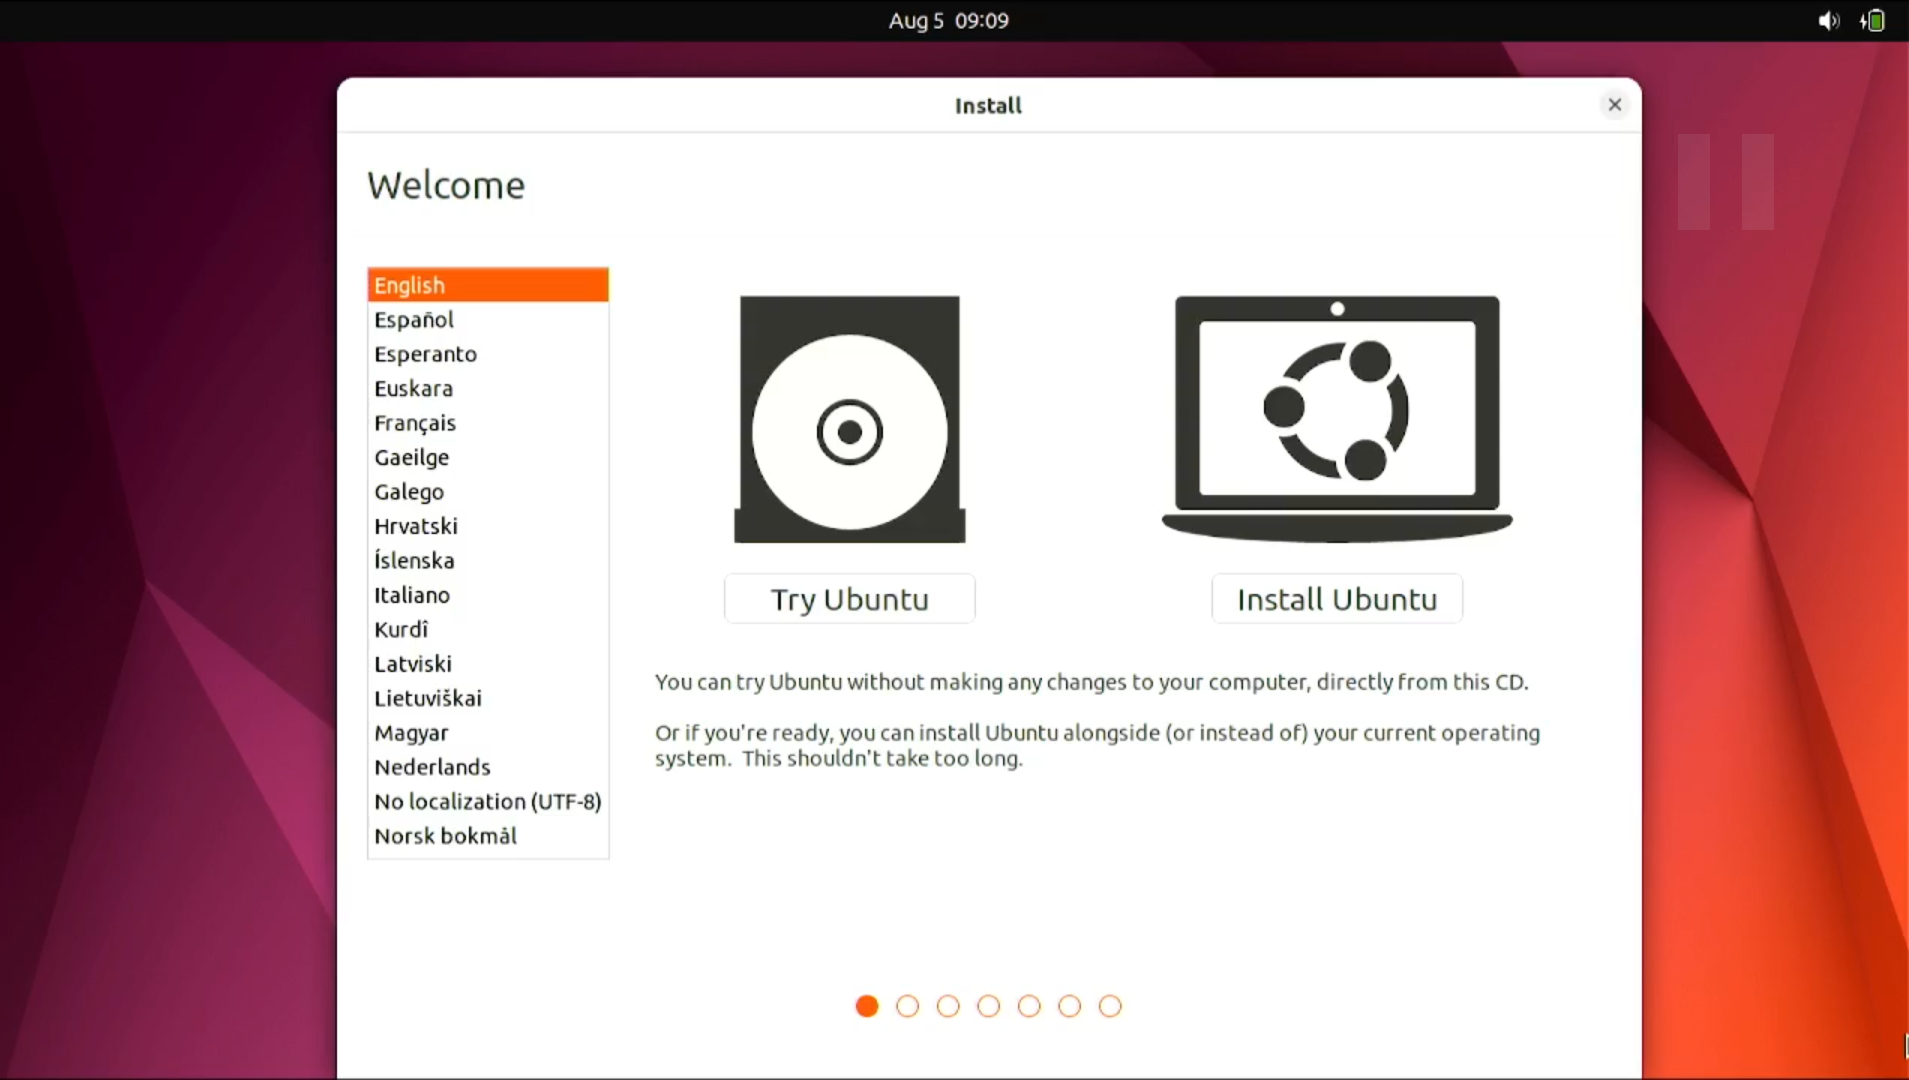 Aug 5 09:09
Install
Welcome
English
Español
Esperanto
Euskara
Français
Gaeilge
Galego
Hrvatski
Íslenska
Italiano
Kurdî
Latviski
Lietuviškai
Magyar
Nederlands
No localization (UTF-8)
Norsk bokmål
Try Ubuntu
Install Ubuntu
You can try Ubuntu without making any changes to your computer, directly from this CD.
Or if you're ready, you can install Ubuntu alongside (or instead of) your current operating
system. This shouldn't take too long.